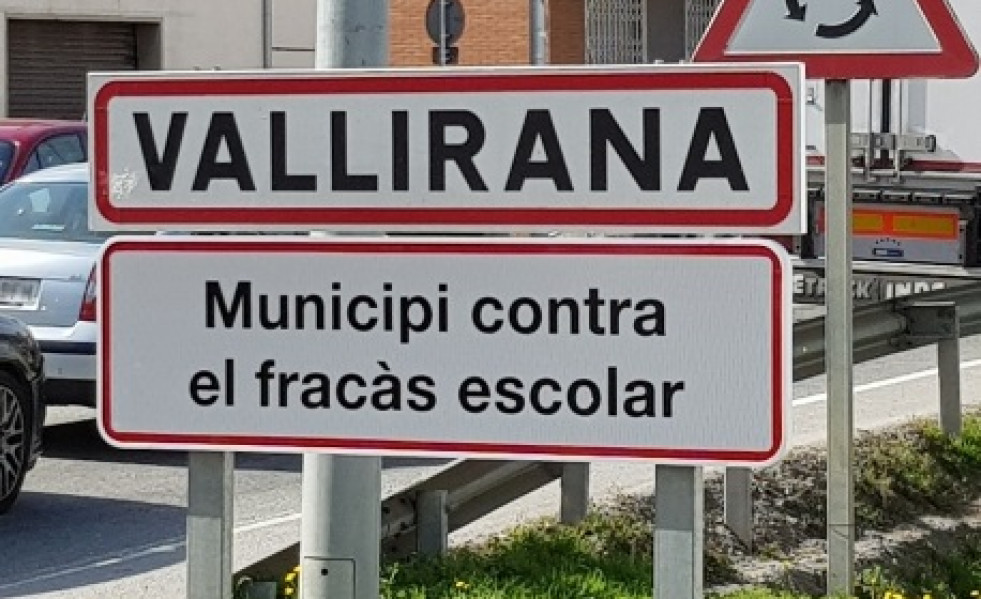 VALLIRANA
Municipi contra
el fracàs escolar